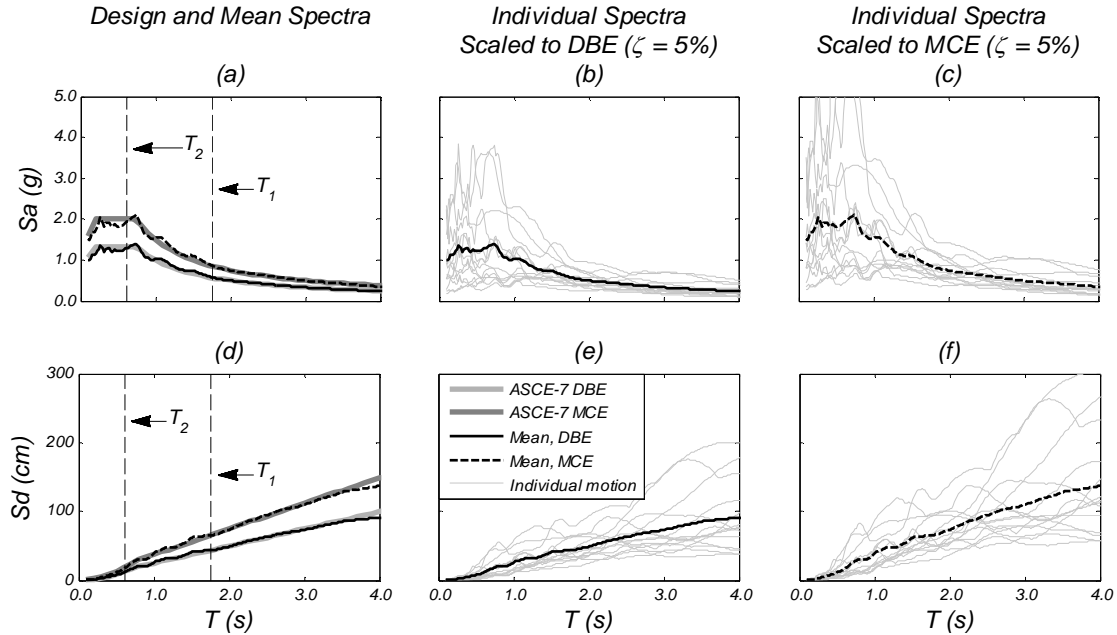 Design and Mean Spectra
Individual Spectra
Scaled to DBE (ζ = 5%)
Individual Spectra
Scaled to MCE (ζ = 5%)
(a)
(b)
(c)
5.0
4.0
3.0
2.0
1.0
0.0
Sa (g)
T2
T1
(d)
(e)
(f)
300
200
100
0
Sd (cm)
T2
T1
ASCE-7 DBE
ASCE-7 MCE
Mean, DBE
Mean, MCE
Individual motion
0.0 1.0 2.0 3.0 4.0
0.0 1.0 2.0 3.0 4.0
0.0 1.0 2.0 3.0 4.0
T (s)
T (s)
T (s)